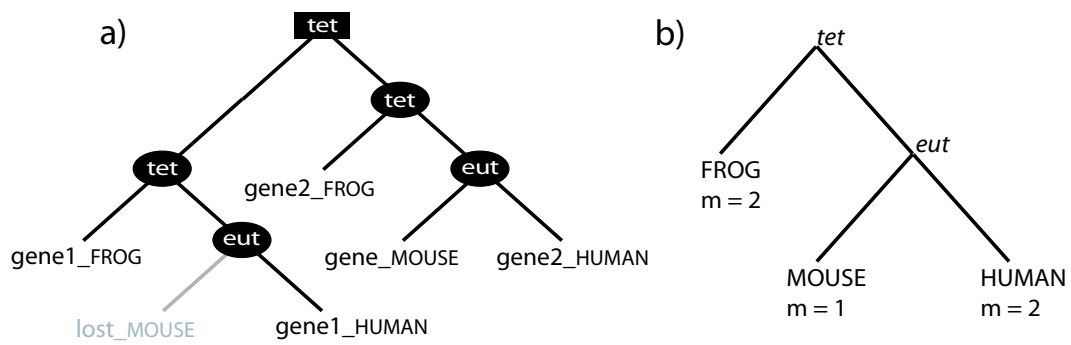 a)
tet
tet
tet
gene2_FROG
eut
gene1_FROG
eut
gene_MOUSE
gene2_HUMAN
lost_MOUSE
gene1_HUMAN
b)
tet
eut
FROG
m = 2
MOUSE
m = 1
HUMAN
m = 2